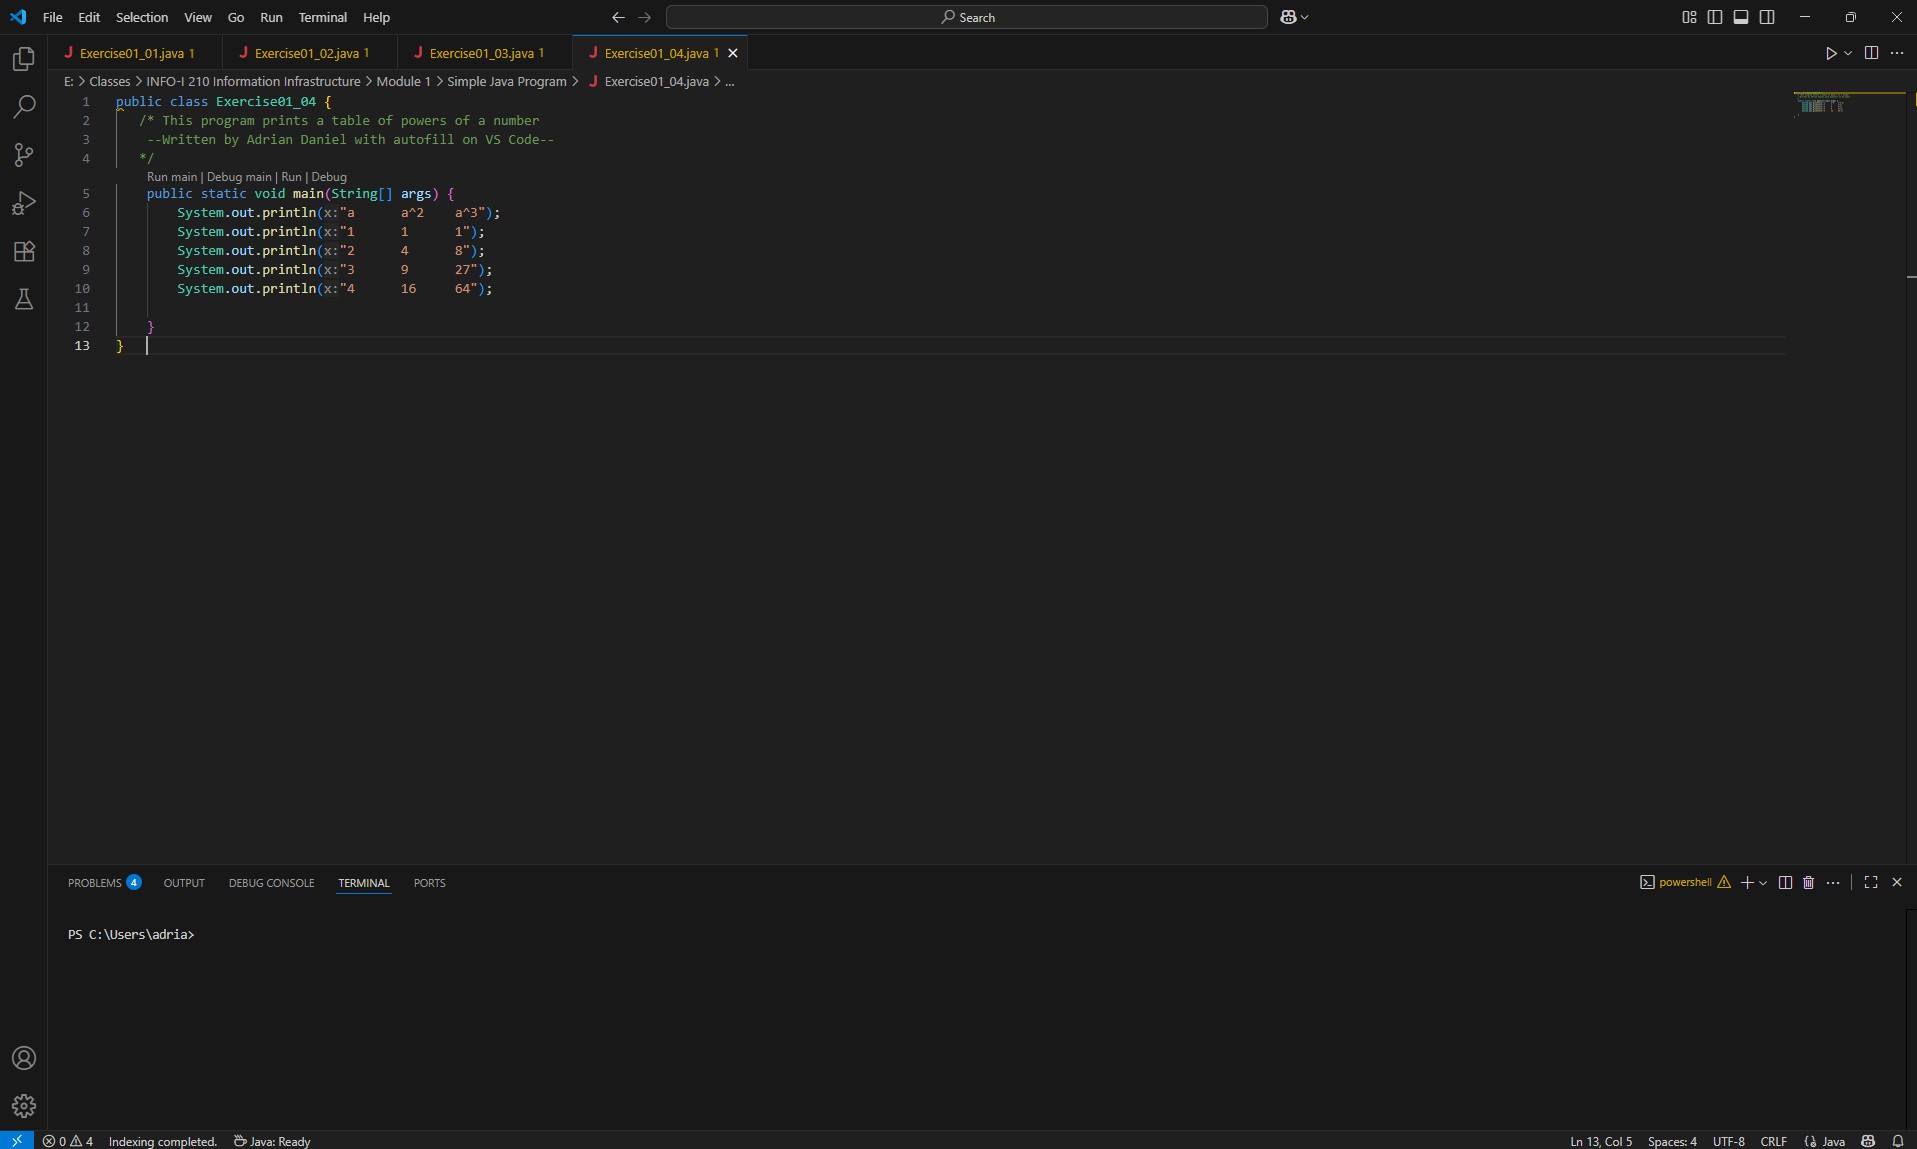 File Edit Selection View Go Run Terminal Help
Search
Exercise01_01.java 1 Exercise01_02.java 1 Exercise01_03.java 1 Exercise01_04.java 1
E: > Classes > INFO-I 210 Information Infrastructure > Module 1 > Simple Java Program > Exercise01_04.java > ...
1 public class Exercise01_04 {
2 /* This program prints a table of powers of a number
3 --Written by Adrian Daniel with autofill on VS Code--
4 */
Run main | Debug main | Run | Debug
5 public static void main(String[] args) {
6 System.out.println(x:"a      a^2    a^3");
7 System.out.println(x:"1      1      1");
8 System.out.println(x:"2      4      8");
9 System.out.println(x:"3      9      27");
10 System.out.println(x:"4      16     64");
11
12 }
13 }
PROBLEMS 4 OUTPUT DEBUG CONSOLE TERMINAL PORTS
powershell
PS C:\Users\adria>
0 4 Indexing completed. Java: Ready
Ln 13, Col 5 Spaces: 4 UTF-8 CRLF Java